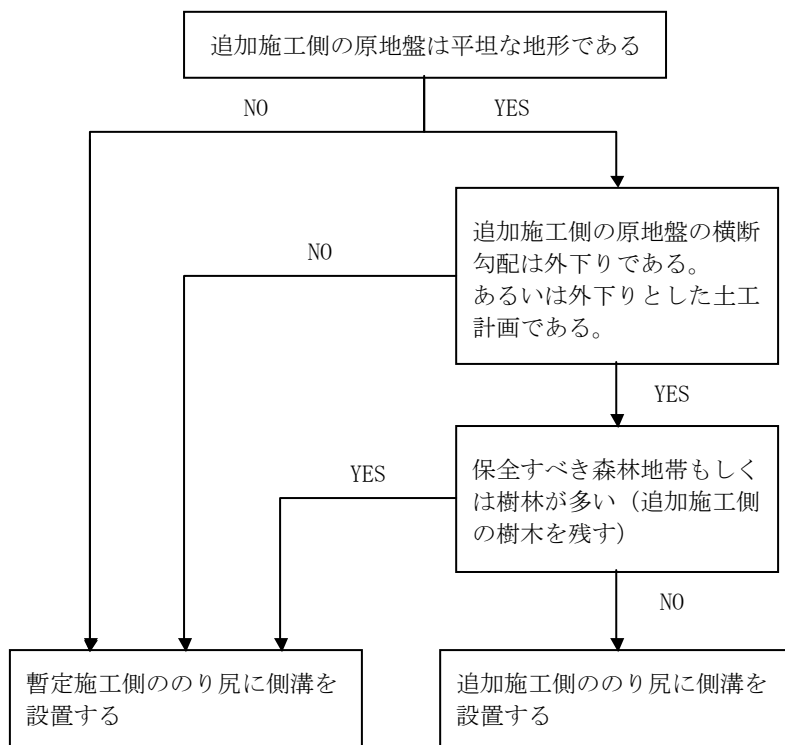 追加施工側の原地盤は平坦な地形である
NO
YES
追加施工側の原地盤の横断
勾配は外下りである。
あるいは外下りとした土工
計画である。
NO
YES
保全すべき森林地帯もしく
は樹林が多い（追加施工側
の樹木を残す）
YES
NO
暫定施工側ののり尻に側溝を
設置する
追加施工側ののり尻に側溝を
設置する